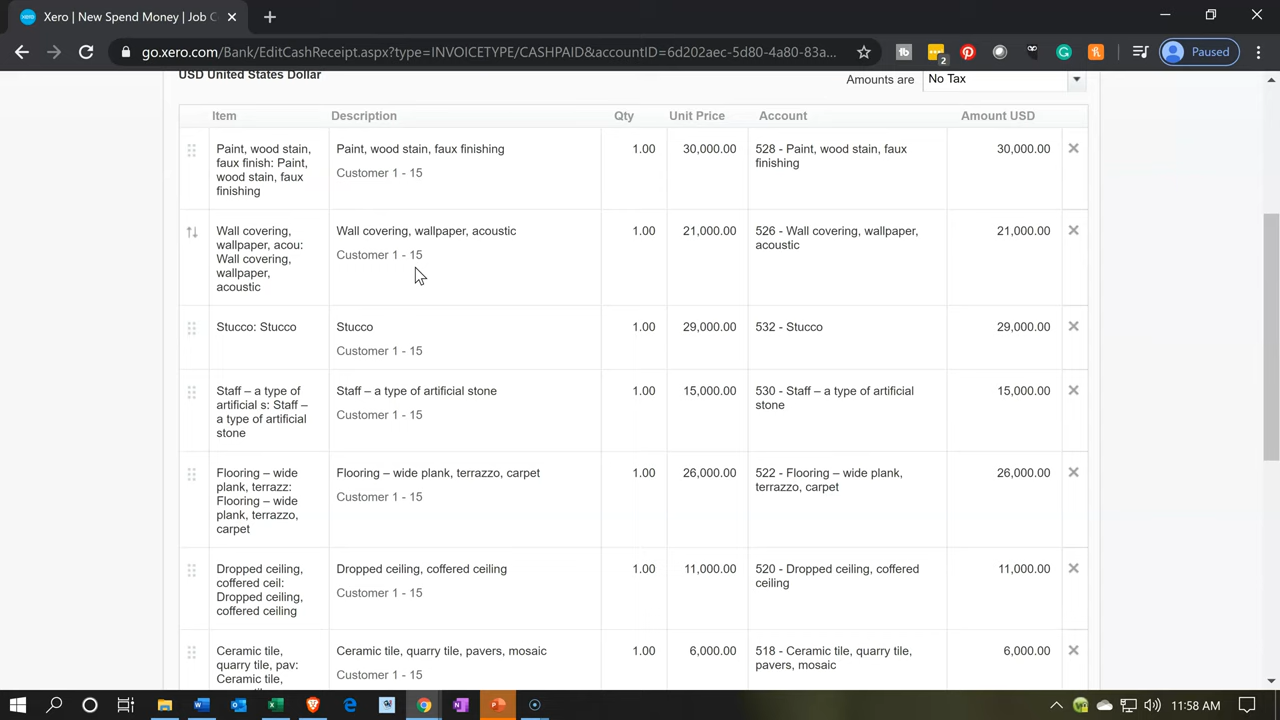 Xero | New Spend Money | Job C
go.xero.com/Bank/EditCashReceipt.aspx?type=INVOICETYPE/CASHPAID&accountID=6d202aec-5d80-4a80-83a...
2
Paused
USD United States Dollar
Amounts are
No Tax
Item Description Qty Unit Price Account Amount USD
Paint, wood stain,
faux finish: Paint,
wood stain, faux
finishing
Paint, wood stain, faux finishing
Customer 1 - 15
1.00 30,000.00
528 - Paint, wood stain, faux
finishing
30,000.00
Wall covering,
wallpaper, acou:
Wall covering,
wallpaper,
acoustic
Wall covering, wallpaper, acoustic
Customer 1 - 15
1.00 21,000.00
526 - Wall covering, wallpaper,
acoustic
21,000.00
Stucco: Stucco
Stucco
Customer 1 - 15
1.00 29,000.00
532 - Stucco
29,000.00
Staff – a type of
artificial s: Staff –
a type of artificial
stone
Staff – a type of artificial stone
Customer 1 - 15
1.00 15,000.00
530 - Staff – a type of artificial
stone
15,000.00
Flooring – wide
plank, terrazz:
Flooring – wide
plank, terrazzo,
carpet
Flooring – wide plank, terrazzo, carpet
Customer 1 - 15
1.00 26,000.00
522 - Flooring – wide plank,
terrazzo, carpet
26,000.00
Dropped ceiling,
coffered ceil:
Dropped ceiling,
coffered ceiling
Dropped ceiling, coffered ceiling
Customer 1 - 15
1.00 11,000.00
520 - Dropped ceiling, coffered
ceiling
11,000.00
Ceramic tile,
quarry tile, pav:
Ceramic tile,
Ceramic tile, quarry tile, pavers, mosaic
Customer 1 - 15
1.00 6,000.00
518 - Ceramic tile, quarry tile,
pavers, mosaic
6,000.00
11:58 AM